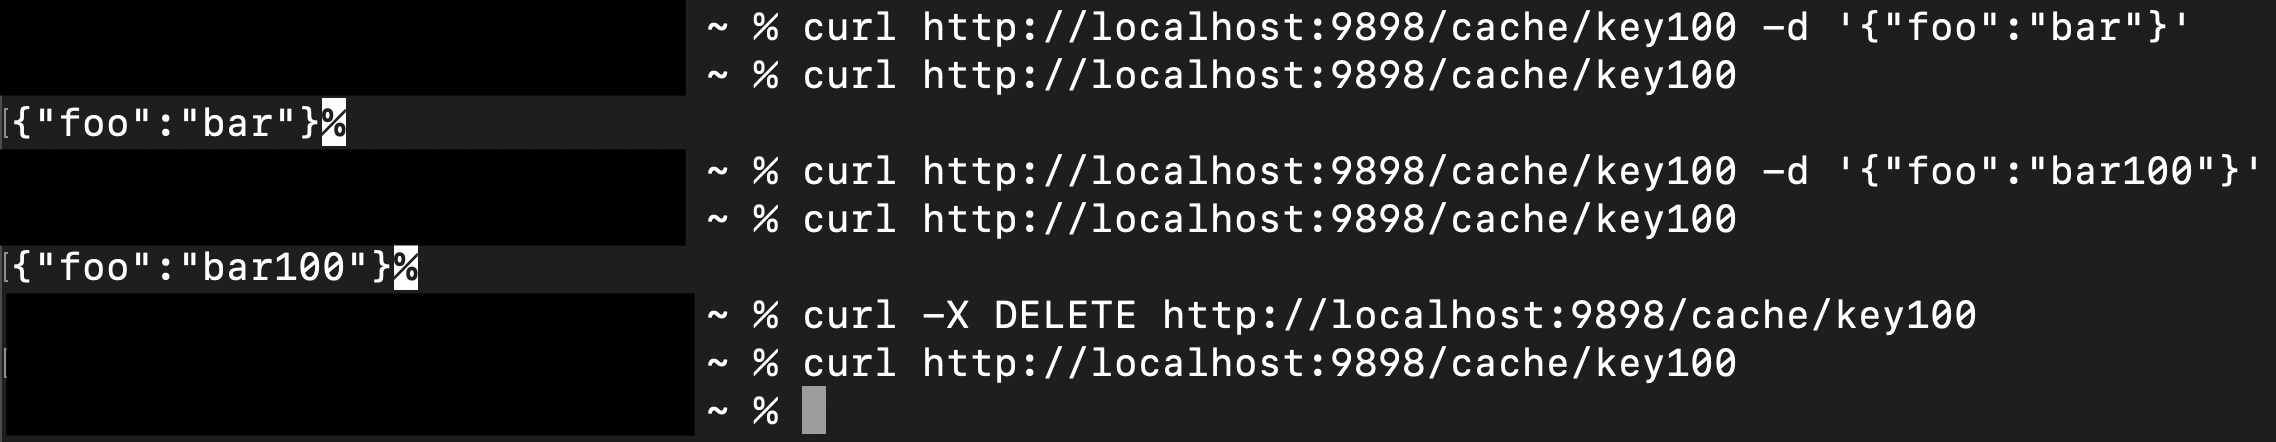 ~ % curl http://localhost:9898/cache/key100 -d '{"foo":"bar"}'
~ % curl http://localhost:9898/cache/key100
{"foo":"bar"}%
~ % curl http://localhost:9898/cache/key100 -d '{"foo":"bar100"}'
~ % curl http://localhost:9898/cache/key100
{"foo":"bar100"}%
~ % curl -X DELETE http://localhost:9898/cache/key100
~ % curl http://localhost:9898/cache/key100
~ %